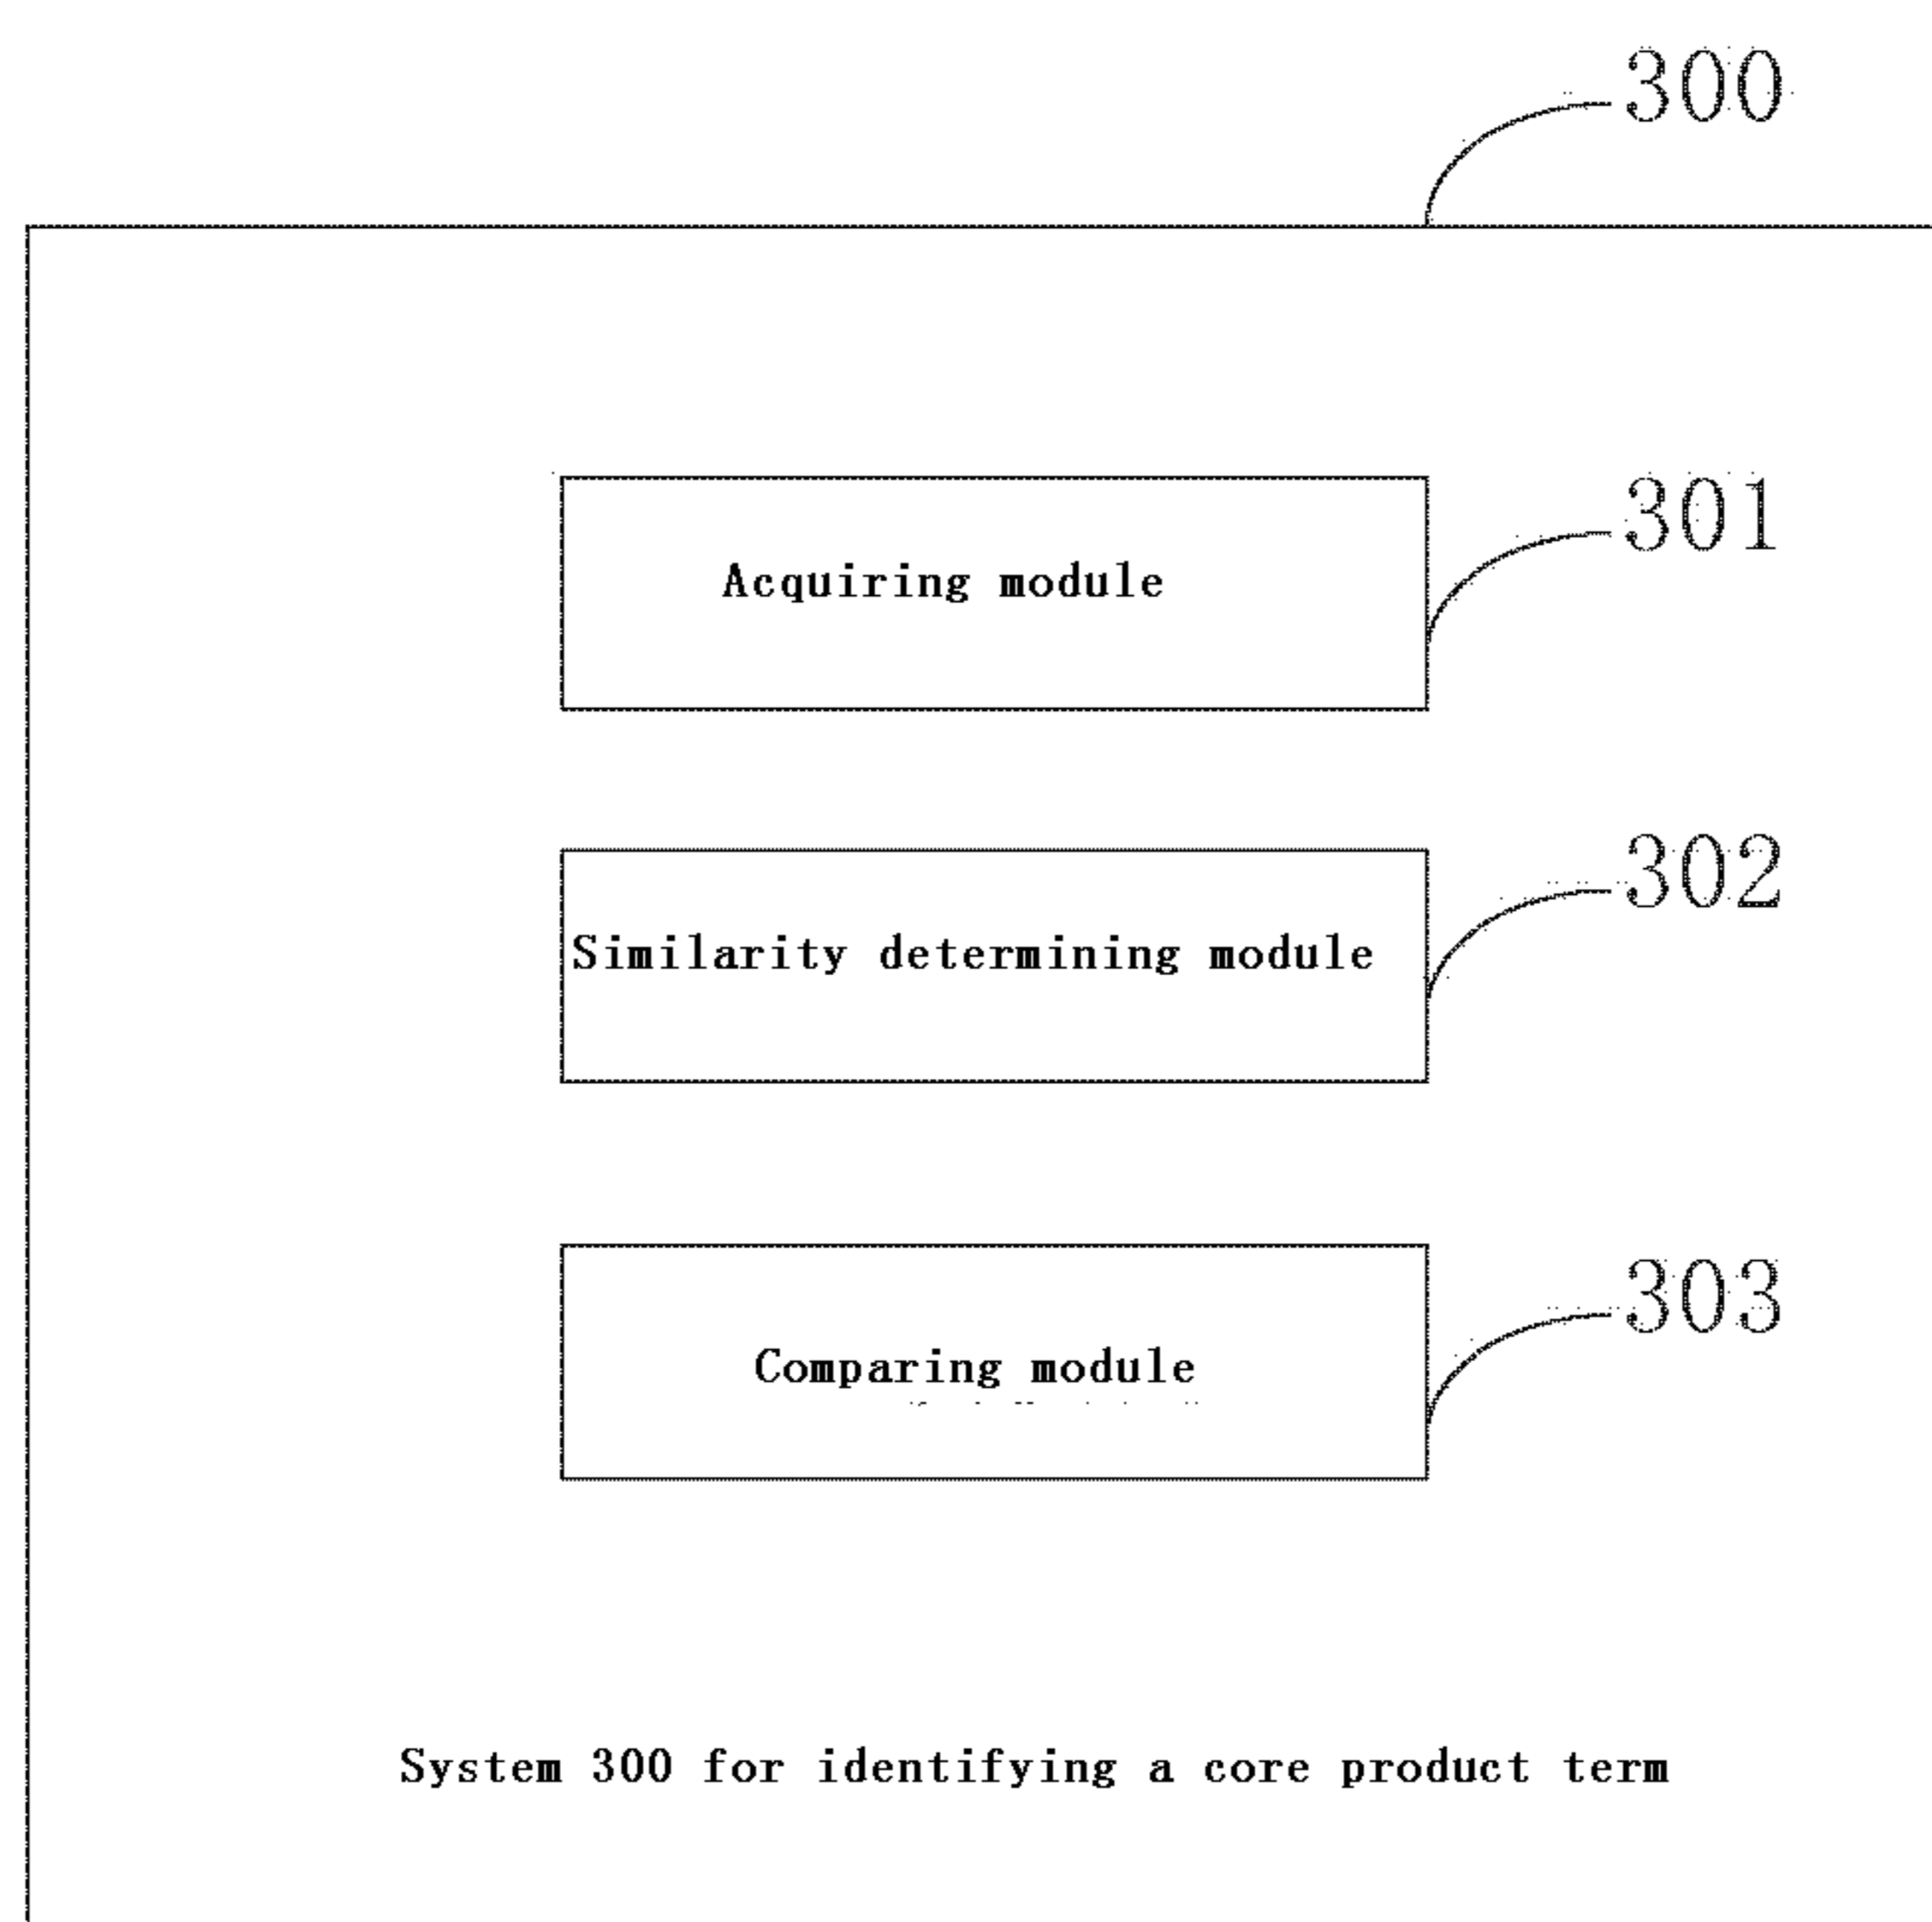 300
301
Acquiring module
302
Similarity determining module
303
Comparing module
System 300 for identifying a core product term